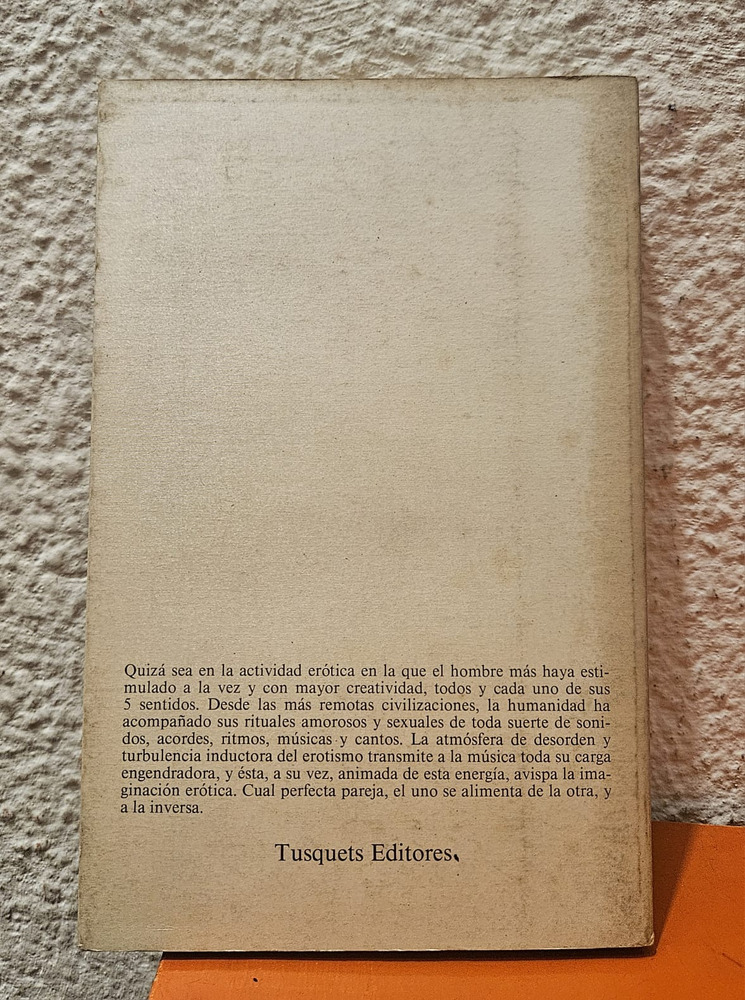 Quizá sea en la actividad erótica en la que el hombre más haya esti-
mulado a la vez y con mayor creatividad, todos y cada uno de sus
5 sentidos. Desde las más remotas civilizaciones, la humanidad ha
acompañado sus rituales amorosos y sexuales de toda suerte de soni-
dos, acordes, ritmos, músicas y cantos. La atmósfera de desorden y
turbulencia inductora del erotismo transmite a la música toda su carga
engendradora, y ésta, a su vez, animada de esta energía, avispa la ima-
ginación erótica. Cual perfecta pareja, el uno se alimenta de la otra, y
a la inversa.
Tusquets Editores